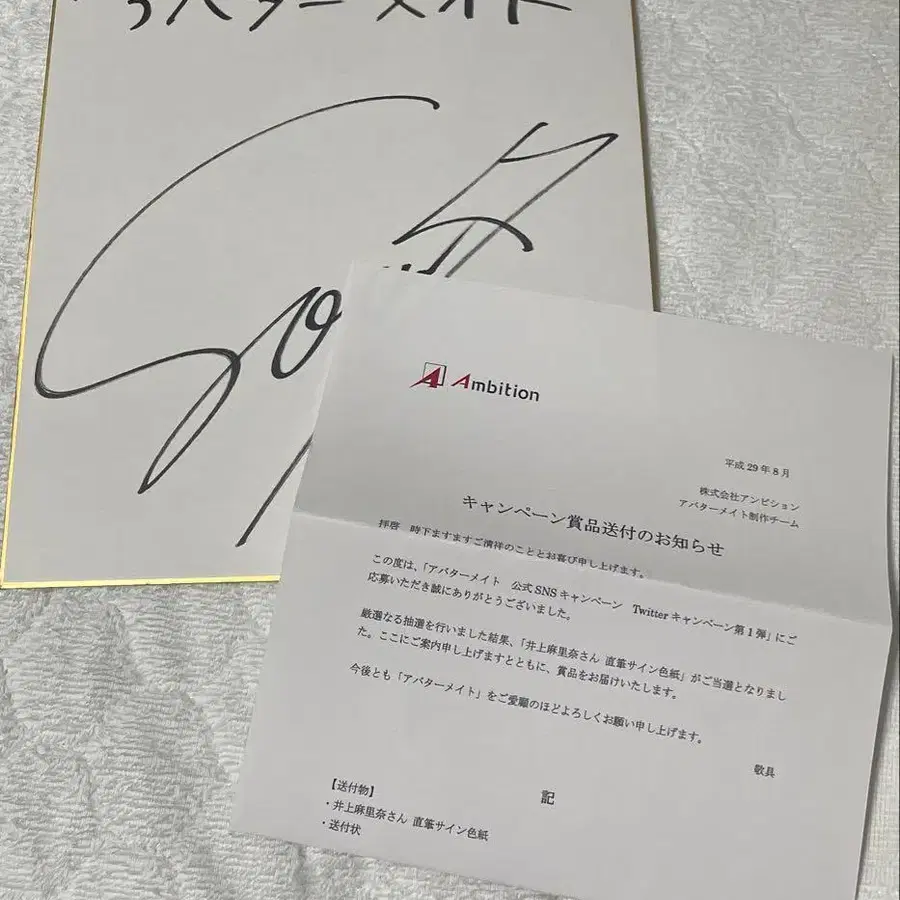 アバターメイト
Ambition
平成29年8月
株式会社アンビション
アバターメイト制作チーム
キャンペーン賞品送付のお知らせ
拝啓 時下ますますご清祥のこととお喜び申し上げます。
この度は、「アバターメイト 公式SNSキャンペーン Twitterキャンペーン第1弾」にご
応募いただき誠にありがとうございました。
厳選なる抽選を行いました結果、「井上麻里奈さん 直筆サイン色紙」がご当選となりまし
た。ここにご案内申し上げますとともに、賞品をお届けいたします。
今後とも「アバターメイト」をご愛顧のほどよろしくお願い申し上げます。
敬具
記
【送付物】
・井上麻里奈さん 直筆サイン色紙
・送付状